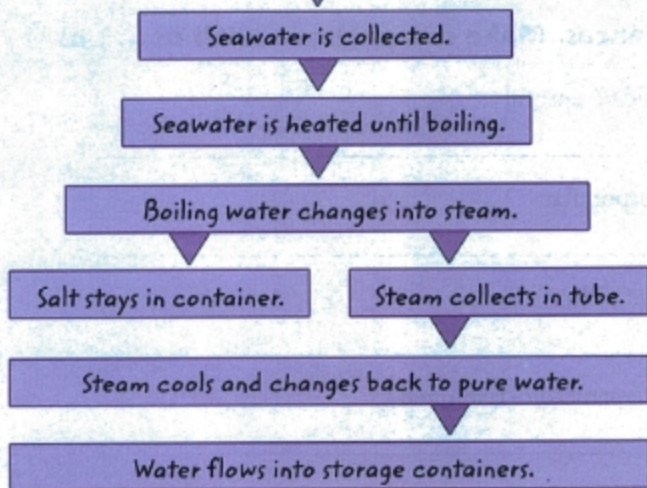 Seawater is collected.
Seawater is heated until boiling.
Boiling water changes into steam.
Salt stays in container.
Steam collects in tube.
Steam cools and changes back to pure water.
Water flows into storage containers.